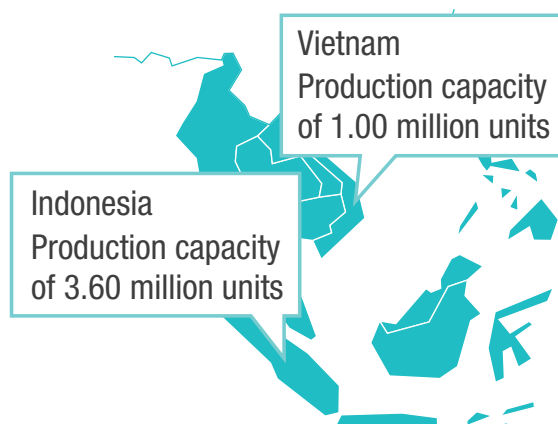 Vietnam
Production capacity
of 1.00 million units
Indonesia
Production capacity
of 3.60 million units